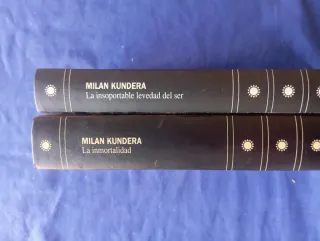 MILAN KUNDERA
La insoportable levedad del ser
MILAN KUNDERA
La inmortalidad